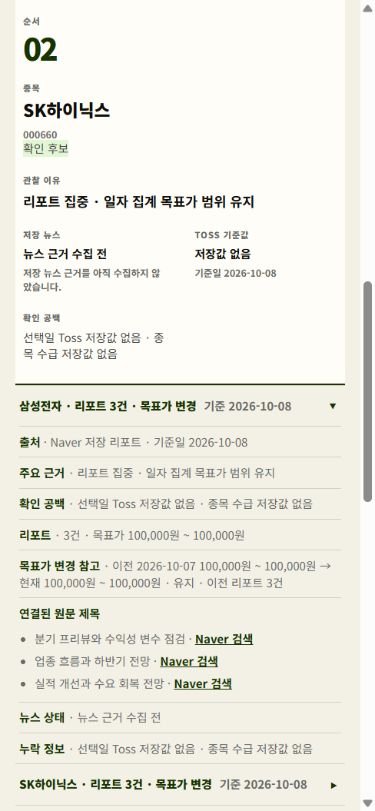 순서
02
종목
SK하이닉스
000660
확인 후보
관찰 이유
리포트 집중 · 일자 집계 목표가 범위 유지
저장 뉴스
뉴스 근거 수집 전
저장 뉴스 근거를 아직 수집하지 않
았습니다.
TOSS 기준값
저장값 없음
기준일 2026-10-08
확인 공백
선택일 Toss 저장값 없음 · 종
목 수급 저장값 없음
삼성전자 · 리포트 3건 · 목표가 변경 기준 2026-10-08 ▼
출처 · Naver 저장 리포트 · 기준일 2026-10-08
주요 근거 · 리포트 집중 · 일자 집계 목표가 범위 유지
확인 공백 · 선택일 Toss 저장값 없음 · 종목 수급 저장값 없음
리포트 · 3건 · 목표가 100,000원 ~ 100,000원
목표가 변경 참고 · 이전 2026-10-07 100,000원 ~ 100,000원 →
현재 100,000원 ~ 100,000원 · 유지 · 이전 리포트 3건
연결된 원문 제목
• 분기 프리뷰와 수익성 변수 점검 · Naver 검색
• 업종 흐름과 하반기 전망 · Naver 검색
• 실적 개선과 수요 회복 전망 · Naver 검색
뉴스 상태 · 뉴스 근거 수집 전
누락 정보 · 선택일 Toss 저장값 없음 · 종목 수급 저장값 없음
SK하이닉스 · 리포트 3건 · 목표가 변경 기준 2026-10-08 ▶